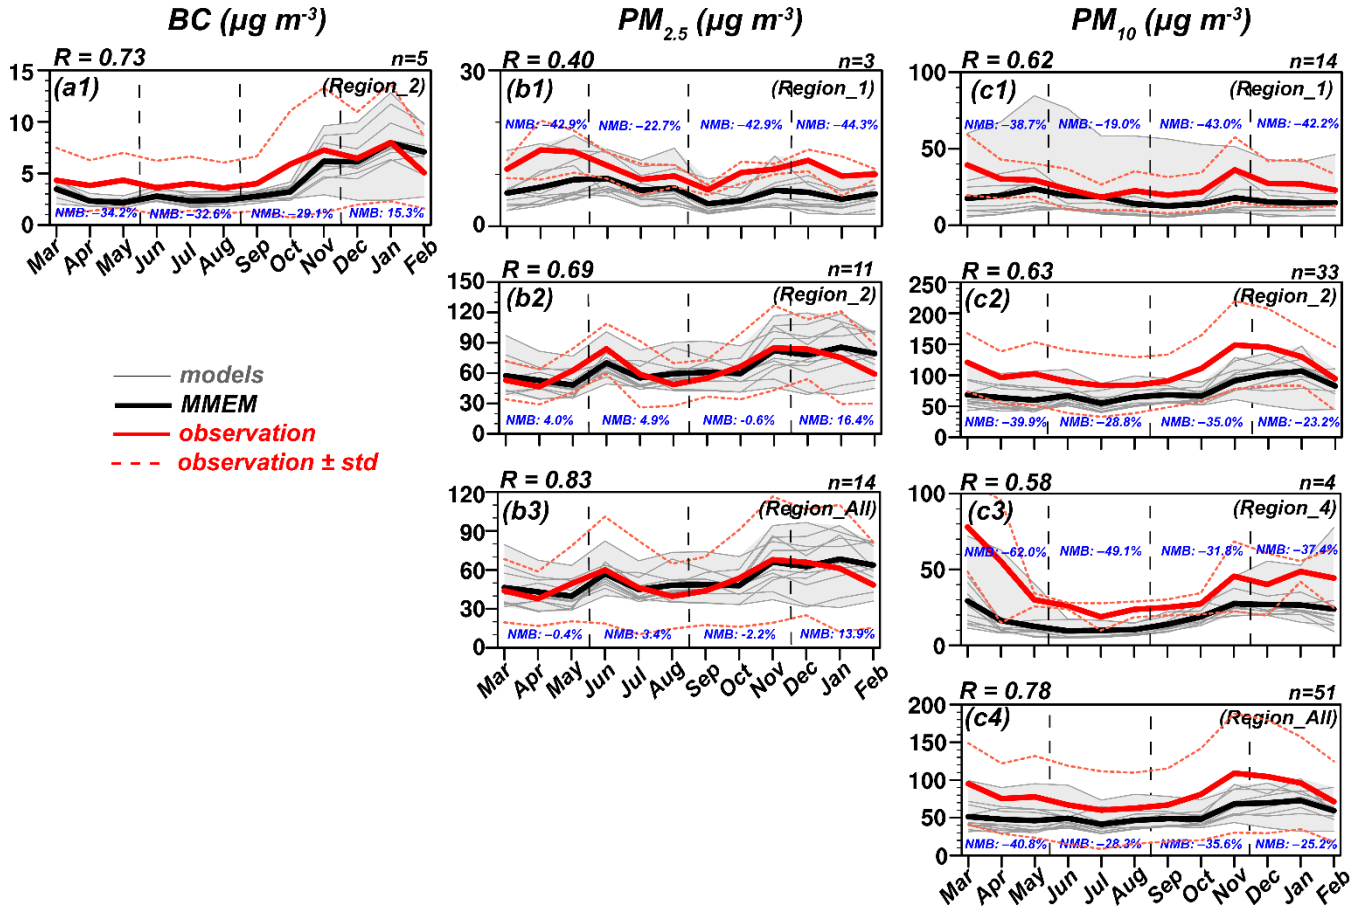 BC (µg m-3)
PM2.5 (µg m-3)
PM10 (µg m-3)
R = 0.73
n=5
(a1)
(Region_2)
15
10
5
0
NMB: −34.2%
NMB: −32.6%
NMB: −29.1%
NMB: 15.3%
Mar
Apr
May
Jun
Jul
Aug
Sep
Oct
Nov
Dec
Jan
Feb
R = 0.40
n=3
(b1)
(Region_1)
30
15
0
NMB: −42.9%
NMB: −22.7%
NMB: −42.9%
NMB: −44.3%
R = 0.62
n=14
(c1)
(Region_1)
100
50
0
NMB: −38.7%
NMB: −19.0%
NMB: −43.0%
NMB: −42.2%
R = 0.69
n=11
(b2)
(Region_2)
150
120
90
60
30
0
NMB: 4.0%
NMB: 4.9%
NMB: -0.6%
NMB: 16.4%
R = 0.63
n=33
(c2)
(Region_2)
250
200
150
100
50
0
NMB: −39.9%
NMB: −28.8%
NMB: −35.0%
NMB: −23.2%
models
MMEM
observation
observation ± std
R = 0.83
n=14
(b3)
(Region_All)
120
90
60
30
0
NMB: −0.4%
NMB: 3.4%
NMB: -2.2%
NMB: 13.9%
Mar
Apr
May
Jun
Jul
Aug
Sep
Oct
Nov
Dec
Jan
Feb
R = 0.58
n=4
(c3)
(Region_4)
100
50
0
NMB: −62.0%
NMB: −49.1%
NMB: −31.8%
NMB: −37.4%
R = 0.78
n=51
(c4)
(Region_All)
200
150
100
50
0
NMB: −40.8%
NMB: −28.3%
NMB: −35.6%
NMB: −25.2%
Mar
Apr
May
Jun
Jul
Aug
Sep
Oct
Nov
Dec
Jan
Feb